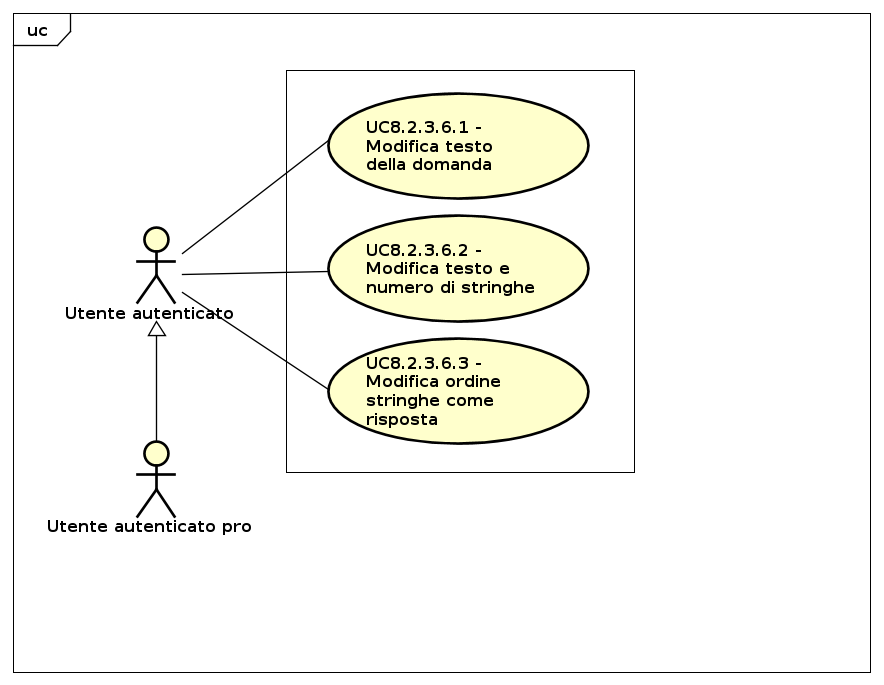 uc
UC8.2.3.6.1 -
Modifica testo
della domanda
UC8.2.3.6.2 -
Modifica testo e
numero di stringhe
Utente autenticato
UC8.2.3.6.3 -
Modifica ordine
stringhe come
risposta
Utente autenticato pro